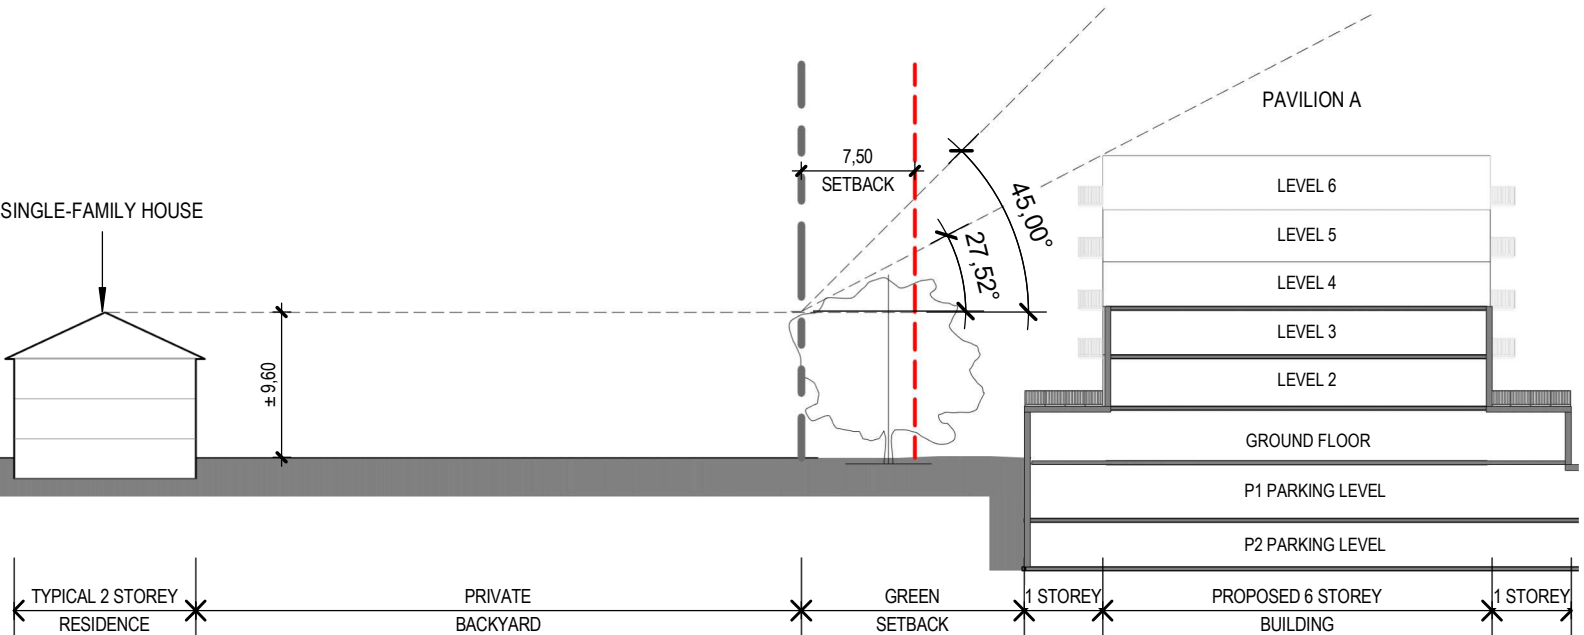 PAVILION A
7,50
SETBACK
45,00°
27,52°
SINGLE-FAMILY HOUSE
± 9,60
LEVEL 6
LEVEL 5
LEVEL 4
LEVEL 3
LEVEL 2
GROUND FLOOR
P1 PARKING LEVEL
P2 PARKING LEVEL
TYPICAL 2 STOREY
RESIDENCE
PRIVATE
BACKYARD
GREEN
SETBACK
1 STOREY
PROPOSED 6 STOREY
BUILDING
1 STOREY